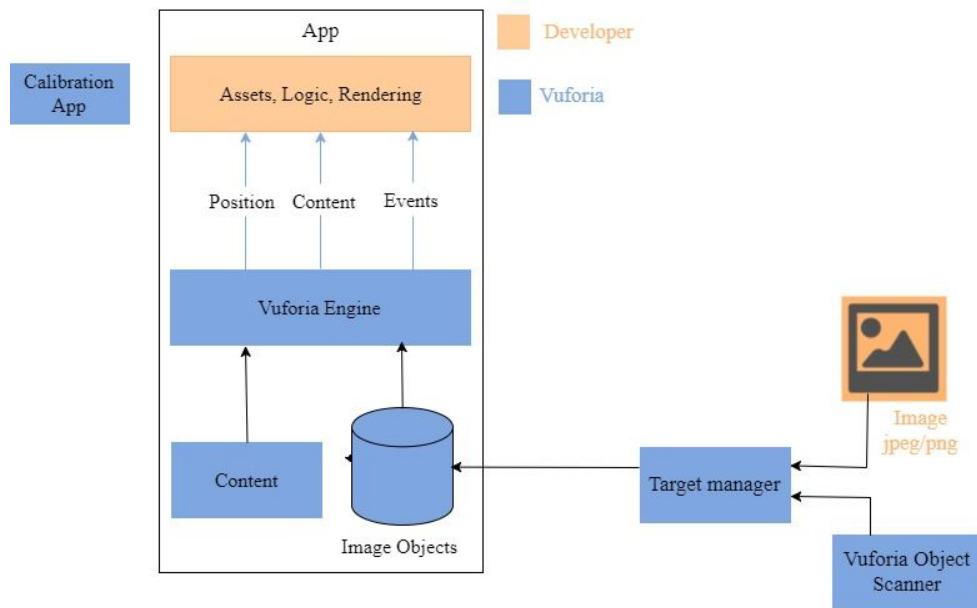 App
Developer
Calibration
App
Assets, Logic, Rendering
Vuforia
Position
Content
Events
Vuforia Engine
Image
jpeg/png
Content
Target manager
Image Objects
Vuforia Object
Scanner